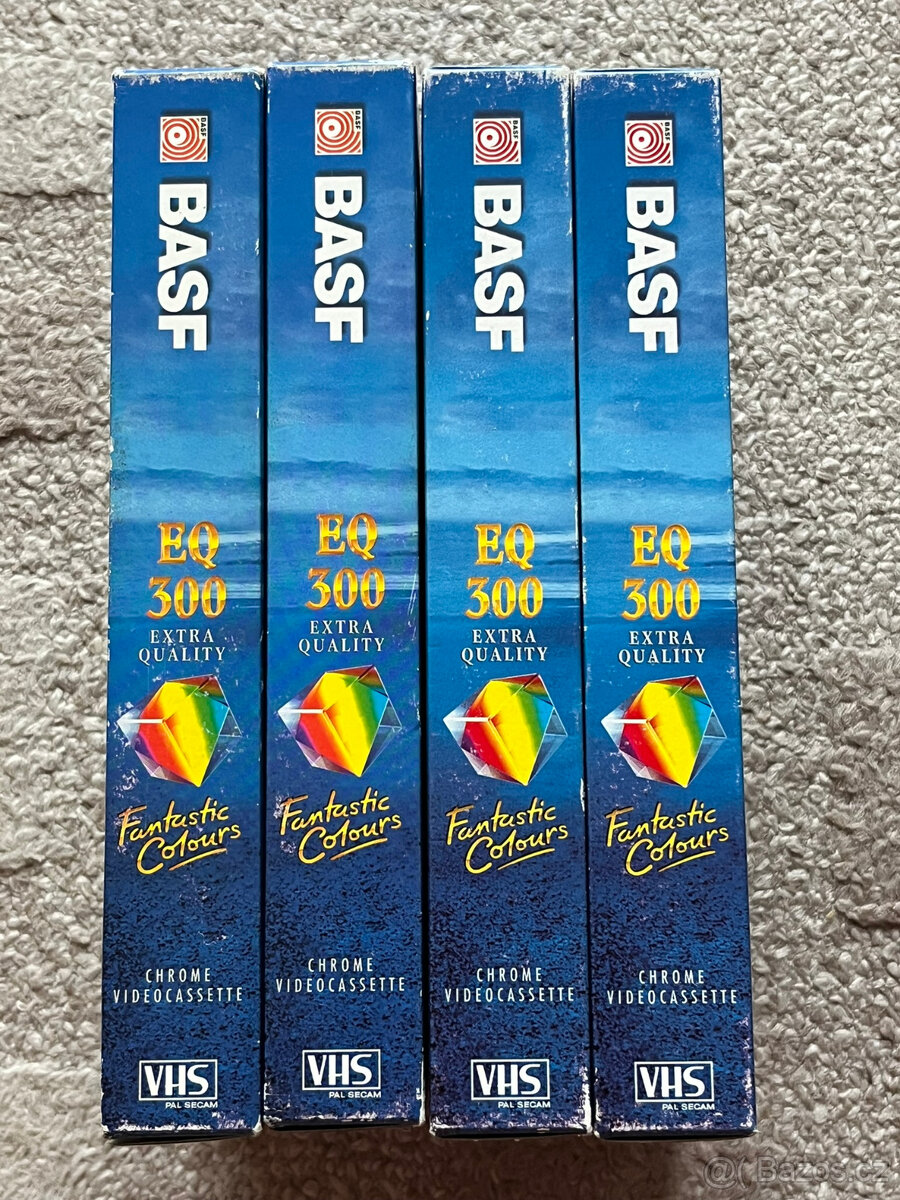 BASF
BASF
EQ
300
EXTRA
QUALITY
Fantastic
Colours
CHROME
VIDEOCASSETTE
VHS
PAL SECAM
BASF
BASF
EQ
300
EXTRA
QUALITY
Fantastic
Colours
CHROME
VIDEOCASSETTE
VHS
PAL SECAM
BASF
BASF
EQ
300
EXTRA
QUALITY
Fantastic
Colours
CHROME
VIDEOCASSETTE
VHS
PAL SECAM
BASF
BASF
EQ
300
EXTRA
QUALITY
Fantastic
Colours
CHROME
VIDEOCASSETTE
VHS
PAL SECAM
@ Bazos.cz